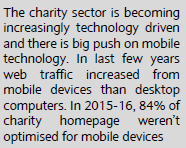 The charity sector is becoming
increasingly technology driven
and there is big push on mobile
technology. In last few years
web traffic increased from
mobile devices than desktop
computers. In 2015-16, 84% of
charity homepage weren't
optimised for mobile devices